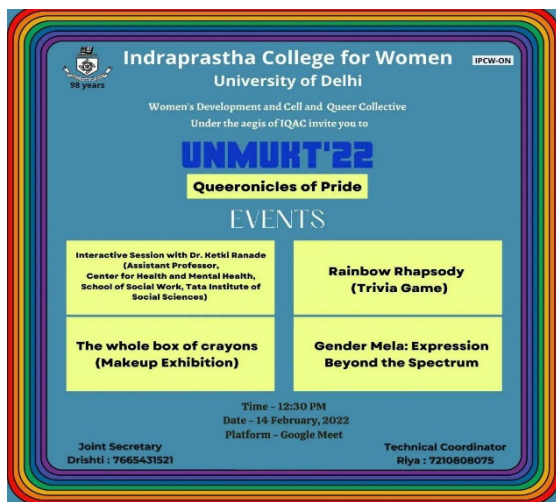 Indraprastha College for Women
IPCW-ON
98 years
University of Delhi
Women's Development and Cell and Queer Collective
Under the aegis of IQAC invite you to
UNMUKT'22
Queeronicles of Pride
EVENTS
Interactive Session with Dr. Ketki Ranade
(Assistant Professor,
Center for Health and Mental Health,
School of Social Work, Tata Institute of
Social Sciences)
Rainbow Rhapsody
(Trivia Game)
The whole box of crayons
(Makeup Exhibition)
Gender Mela: Expression
Beyond the Spectrum
Time - 12:30 PM
Date - 14 February, 2022
Platform - Google Meet
Joint Secretary
Drishti : 7665431521
Technical Coordinator
Riya : 7210808075